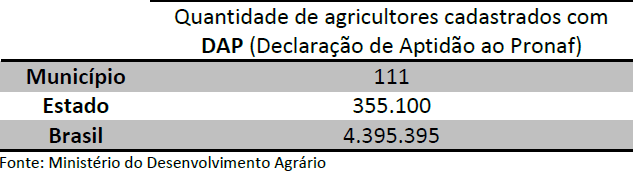 Quantidade de agricultores cadastrados com
DAP (Declaração de Aptidão ao Pronaf)
Município 111
Estado 355.100
Brasil 4.395.395
Fonte: Ministério do Desenvolvimento Agrário